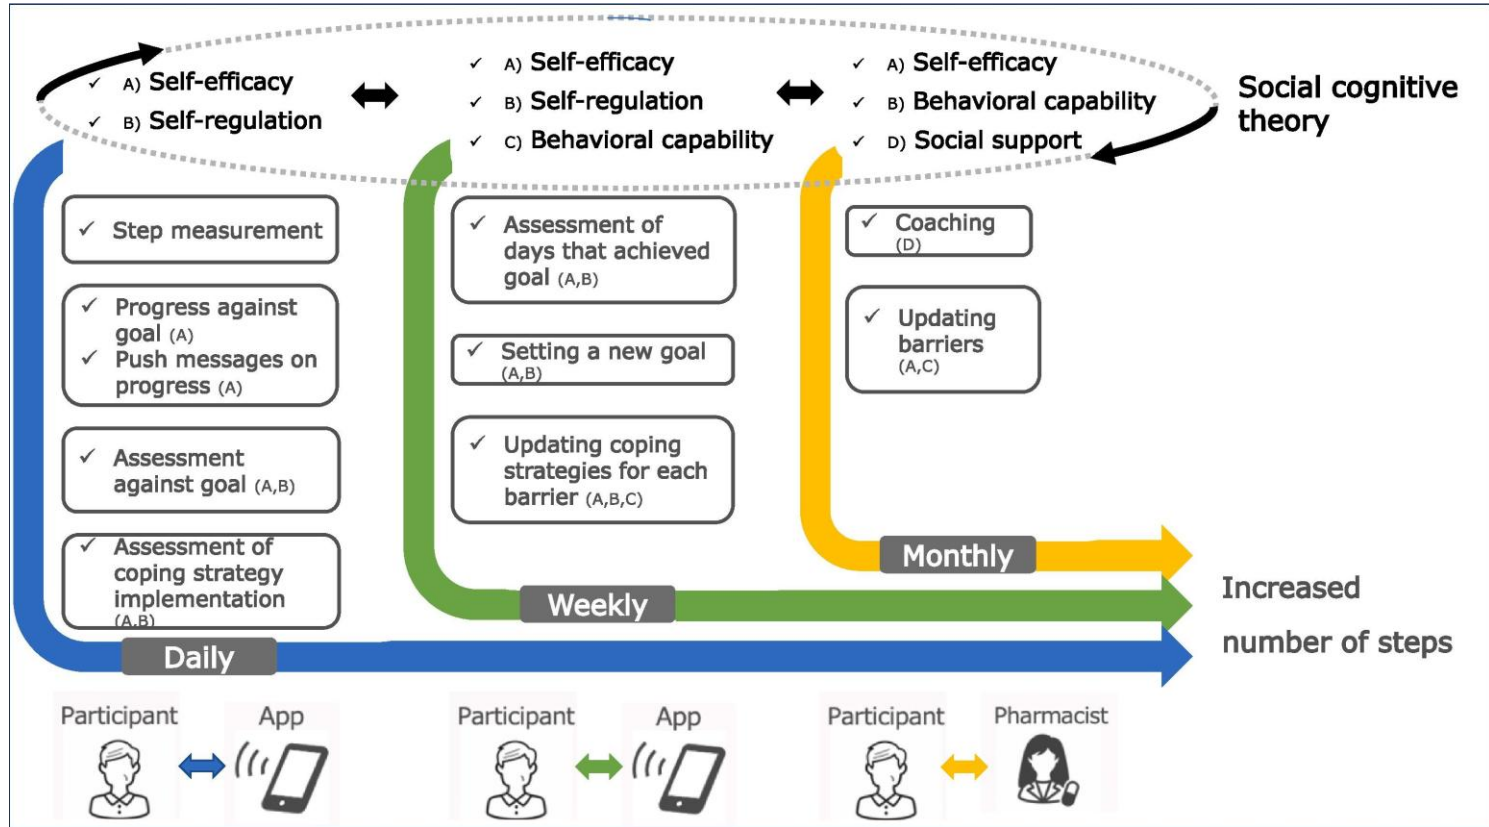 ✓ A) Self-efficacy
✓ B) Self-regulation
✓ A) Self-efficacy
✓ B) Self-regulation
✓ C) Behavioral capability
✓ A) Self-efficacy
✓ B) Behavioral capability
✓ D) Social support
Social cognitive
theory
✓ Step measurement
✓ Progress against
goal (A)
✓ Push messages on
progress (A)
✓ Assessment
against goal (A,B)
✓ Assessment of
coping strategy
implementation
(A,B)
Daily
✓ Assessment of
days that achieved
goal (A,B)
✓ Setting a new goal
(A,B)
✓ Updating coping
strategies for each
barrier (A,B,C)
Weekly
✓ Coaching
(D)
✓ Updating
barriers
(A,C)
Monthly
Increased
number of steps
Participant
App
Participant
App
Participant
Pharmacist